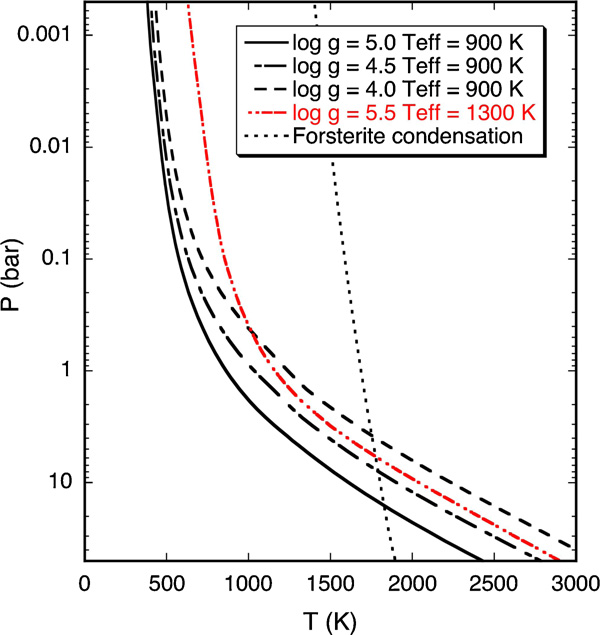 0.001
0.01
0.1
1
10
P (bar)
log g = 5.0 Teff = 900 K
log g = 4.5 Teff = 900 K
log g = 4.0 Teff = 900 K
log g = 5.5 Teff = 1300 K
Forsterite condensation
0 500 1000 1500 2000 2500 3000
T (K)